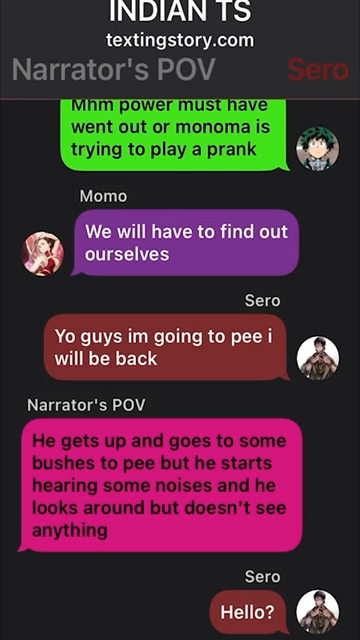 INDIAN TS
textingstory.com
Narrator's POV
Sero
Mhm power must have
went out or monoma is
trying to play a prank
Momo
We will have to find out
ourselves
Sero
Yo guys im going to pee i
will be back
Narrator's POV
He gets up and goes to some
bushes to pee but he starts
hearing some noises and he
looks around but doesn't see
anything
Sero
Hello?